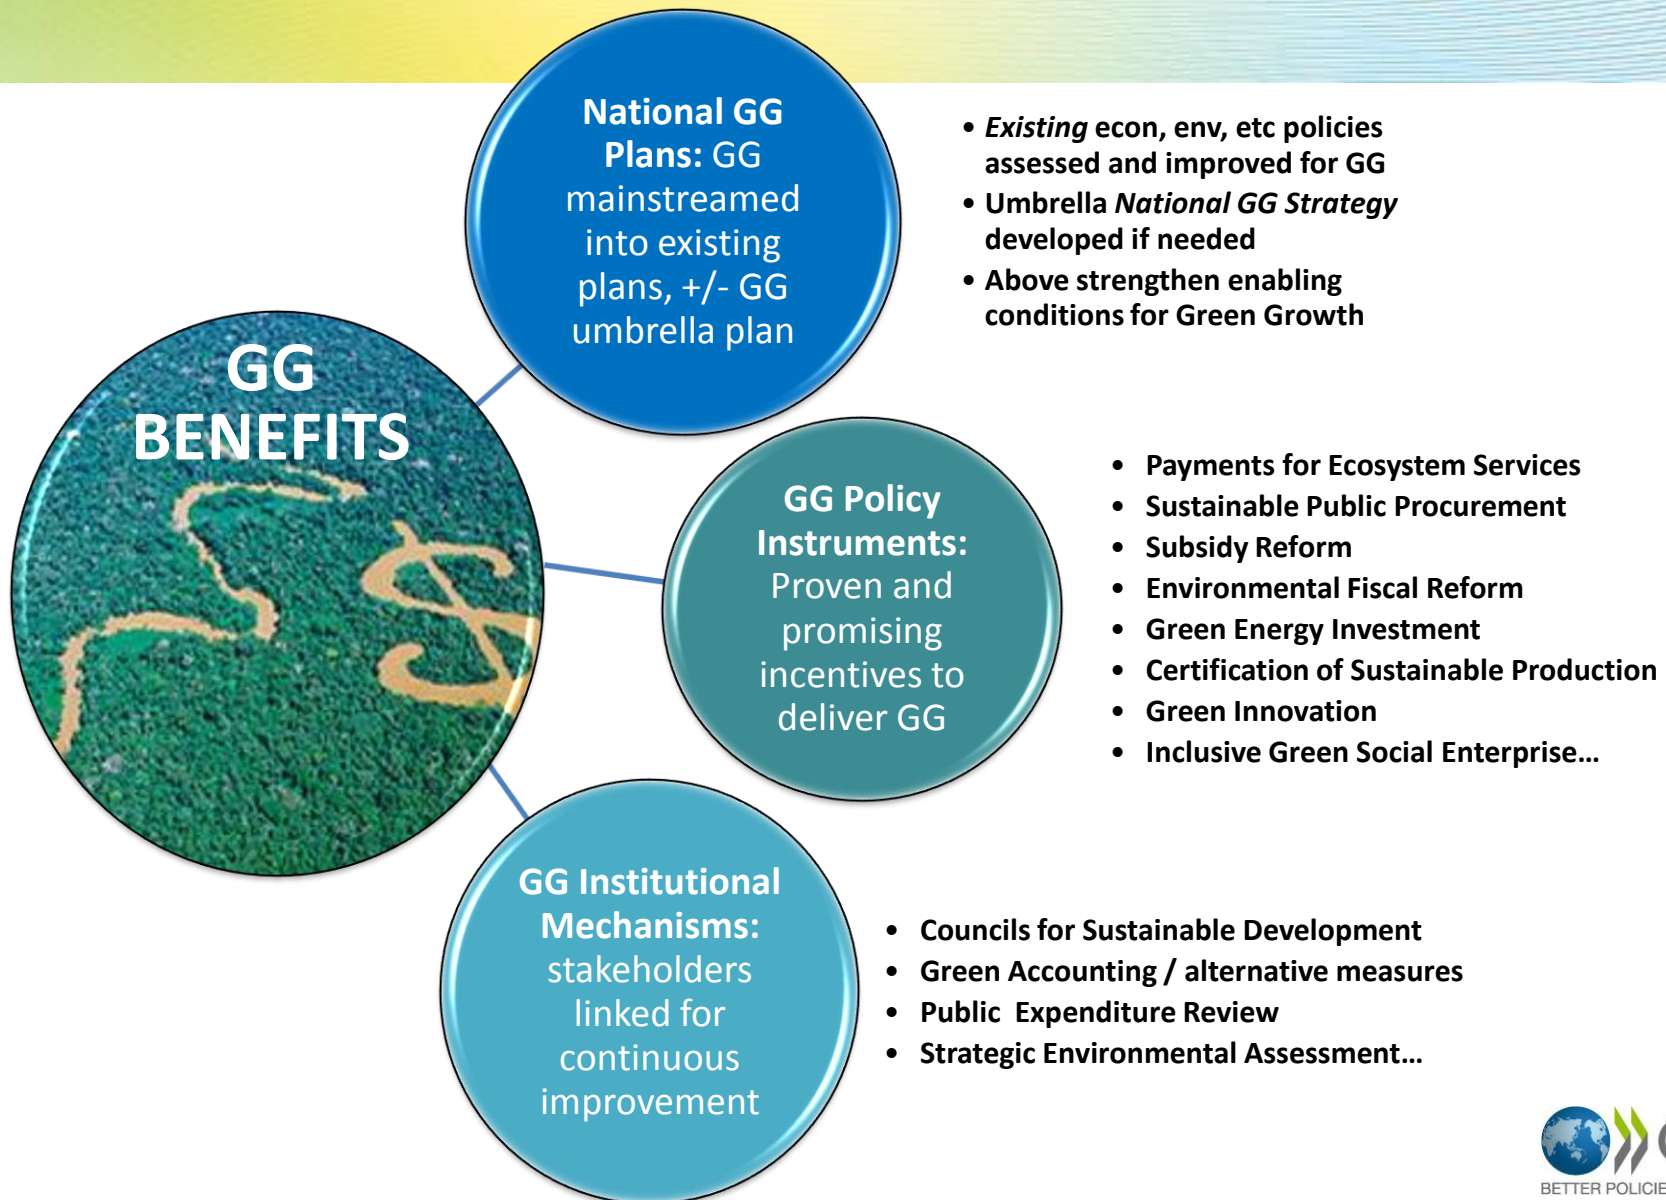 GG
BENEFITS
National GG
Plans: GG
mainstreamed
into existing
plans, +/- GG
umbrella plan
• Existing econ, env, etc policies
assessed and improved for GG
• Umbrella National GG Strategy
developed if needed
• Above strengthen enabling
conditions for Green Growth
GG Policy
Instruments:
Proven and
promising
incentives to
deliver GG
• Payments for Ecosystem Services
• Sustainable Public Procurement
• Subsidy Reform
• Environmental Fiscal Reform
• Green Energy Investment
• Certification of Sustainable Production
• Green Innovation
• Inclusive Green Social Enterprise…
GG Institutional
Mechanisms:
stakeholders
linked for
continuous
improvement
• Councils for Sustainable Development
• Green Accounting / alternative measures
• Public Expenditure Review
• Strategic Environmental Assessment…
BETTER